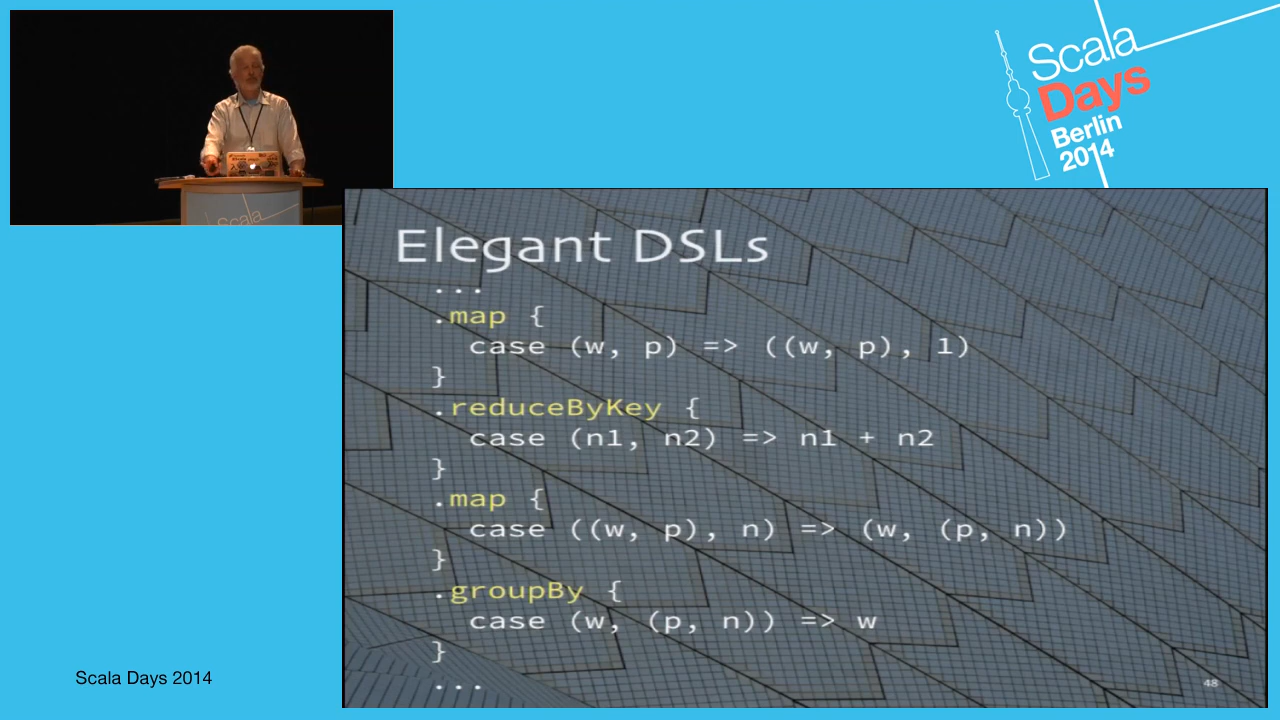 Scala
Days
Berlin
2014
Scala
Elegant DSLs
...
.map {
case (w, p) => ((w, p), 1)
}
.reduceByKey {
case (n1, n2) => n1 + n2
}
.map {
case ((w, p), n) => (w, (p, n))
}
.groupBy {
case (w, (p, n)) => w
}
...
48
Scala Days 2014